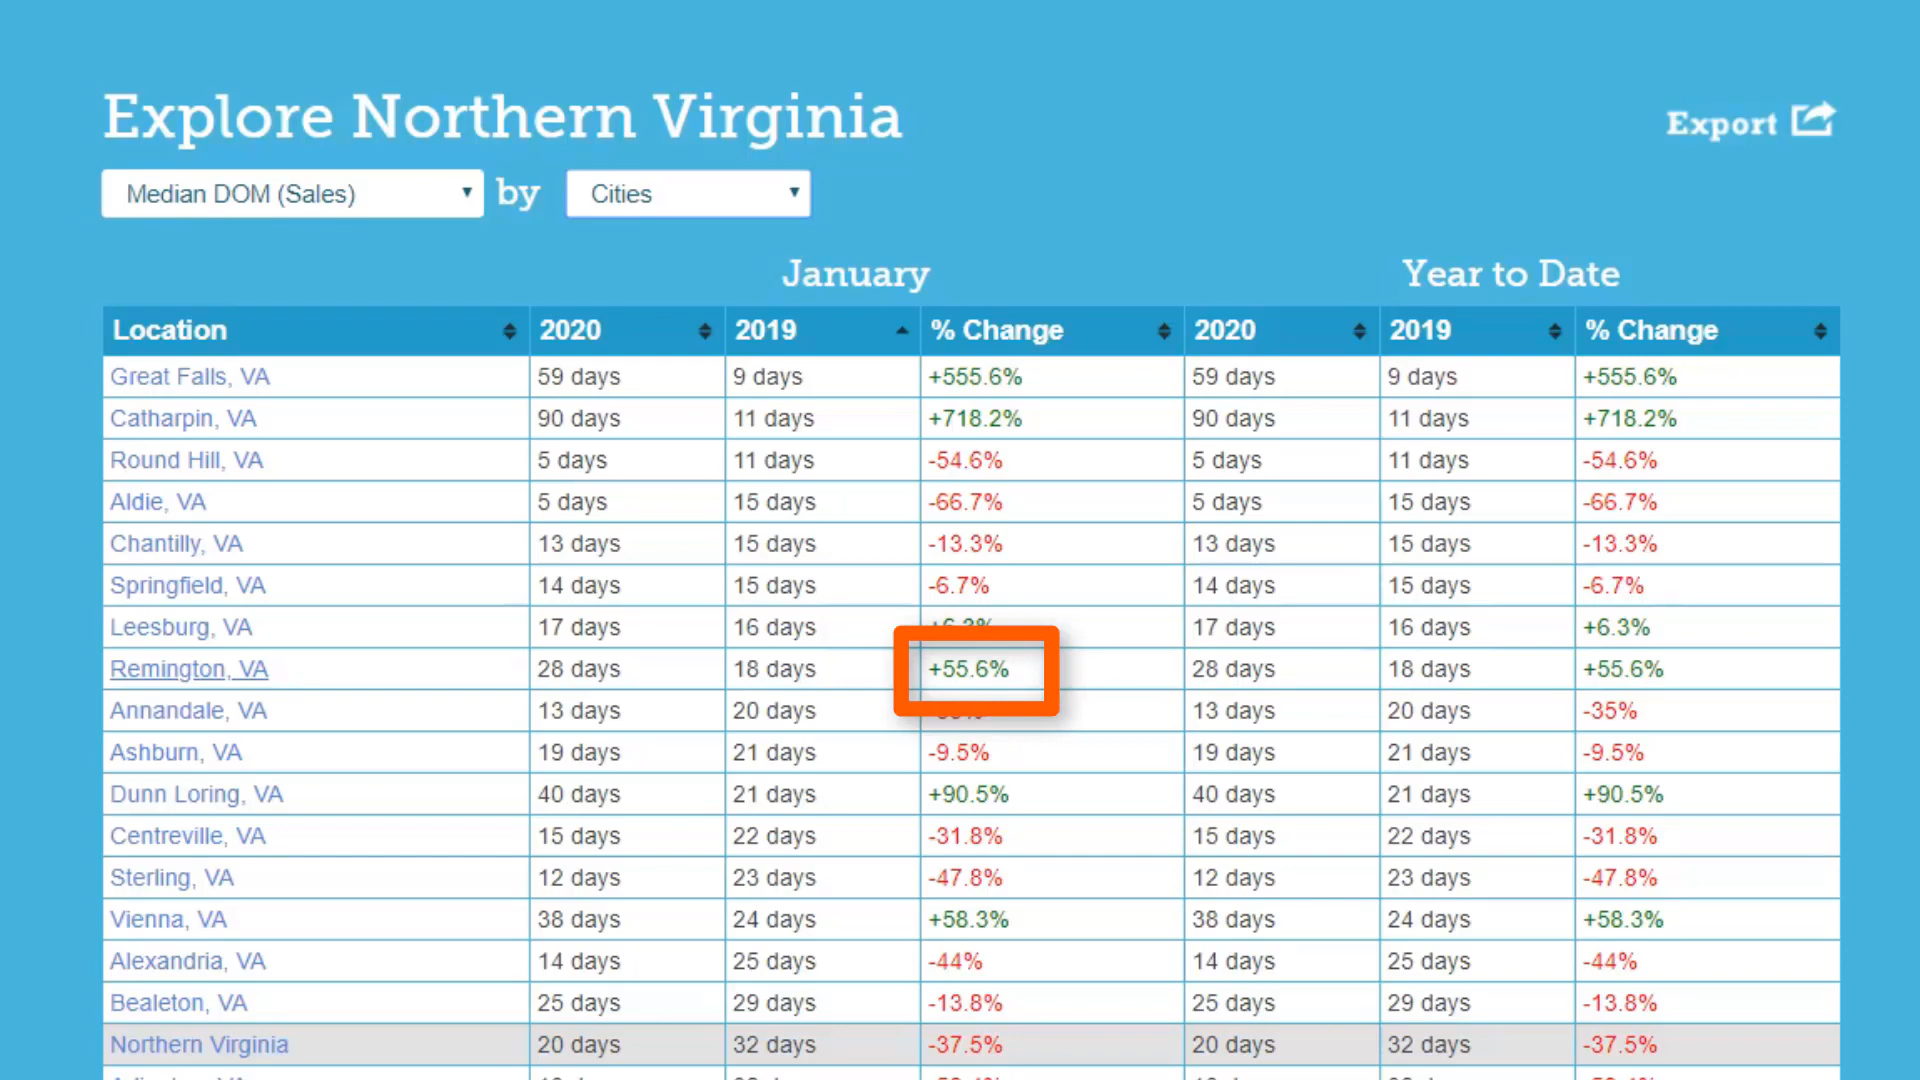 Explore Northern Virginia
Export
Median DOM (Sales) by Cities
January Year to Date
Location 2020 2019 % Change 2020 2019 % Change
Great Falls, VA 59 days 9 days +555.6% 59 days 9 days +555.6%
Catharpin, VA 90 days 11 days +718.2% 90 days 11 days +718.2%
Round Hill, VA 5 days 11 days -54.6% 5 days 11 days -54.6%
Aldie, VA 5 days 15 days -66.7% 5 days 15 days -66.7%
Chantilly, VA 13 days 15 days -13.3% 13 days 15 days -13.3%
Springfield, VA 14 days 15 days -6.7% 14 days 15 days -6.7%
Leesburg, VA 17 days 16 days +6.3% 17 days 16 days +6.3%
Remington, VA 28 days 18 days +55.6% 28 days 18 days +55.6%
Annandale, VA 13 days 20 days 13 days 20 days -35%
Ashburn, VA 19 days 21 days -9.5% 19 days 21 days -9.5%
Dunn Loring, VA 40 days 21 days +90.5% 40 days 21 days +90.5%
Centreville, VA 15 days 22 days -31.8% 15 days 22 days -31.8%
Sterling, VA 12 days 23 days -47.8% 12 days 23 days -47.8%
Vienna, VA 38 days 24 days +58.3% 38 days 24 days +58.3%
Alexandria, VA 14 days 25 days -44% 14 days 25 days -44%
Bealeton, VA 25 days 29 days -13.8% 25 days 29 days -13.8%
Northern Virginia 20 days 32 days -37.5% 20 days 32 days -37.5%